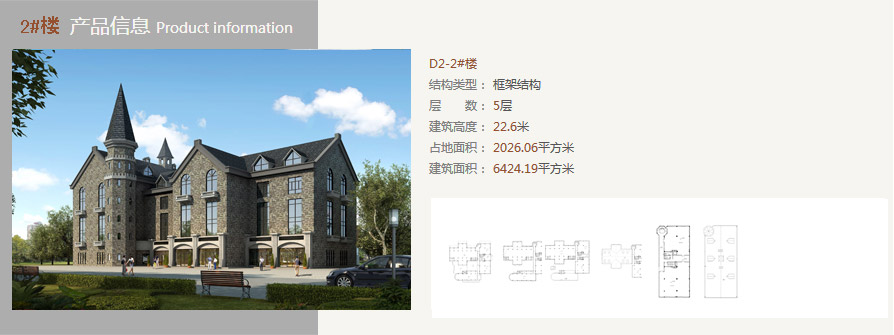 2#楼 产品信息 Product information
D2-2#楼
结构类型： 框架结构
层 数： 5层
建筑高度： 22.6米
占地面积： 2026.06平方米
建筑面积： 6424.19平方米